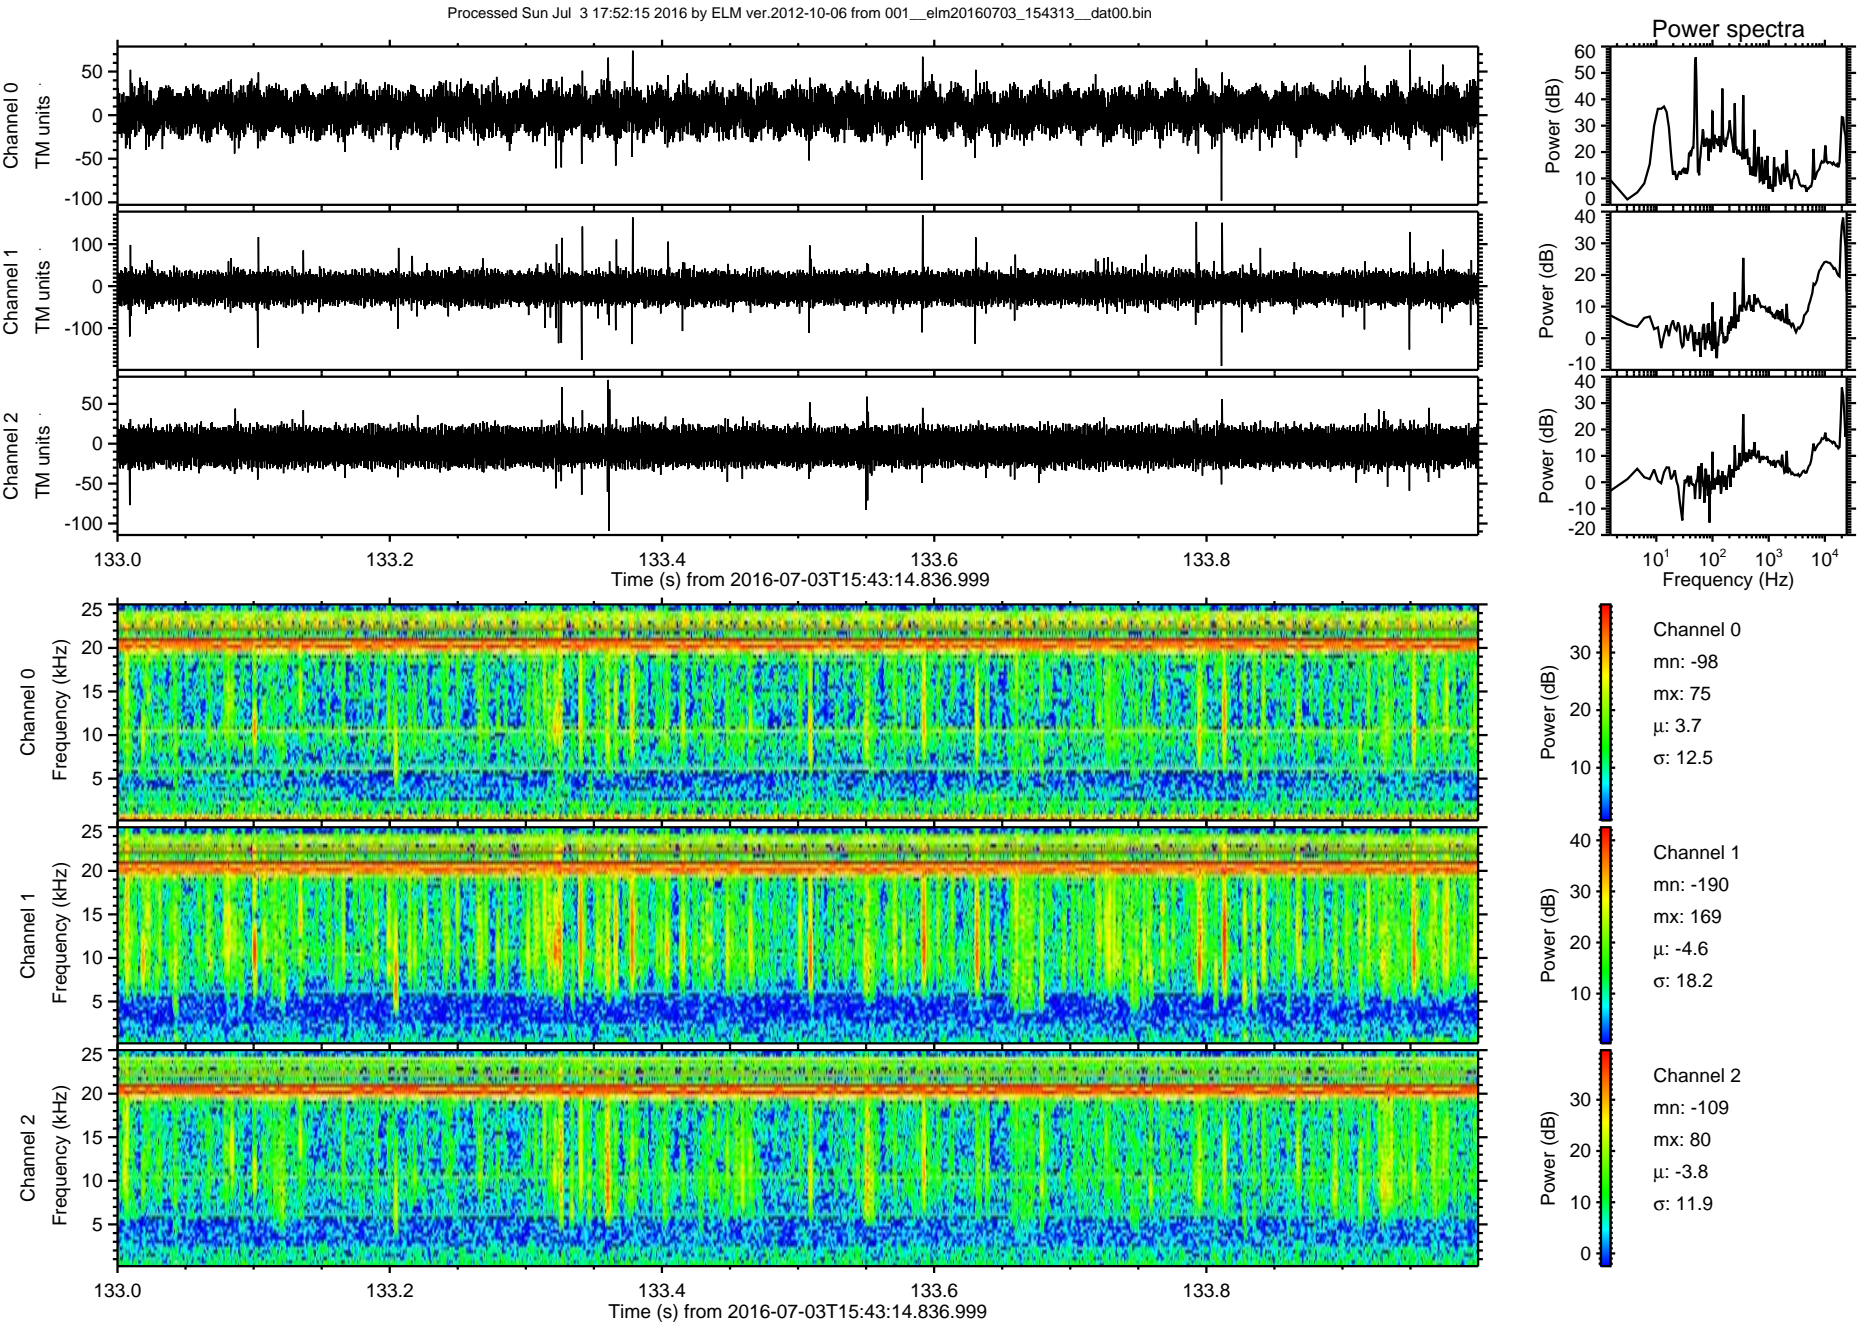 Processed Sun Jul  3 17:52:15 2016 by ELM ver.2012-10-06 from 001__elm20160703_154313__dat00.bin
Power spectra
Channel 0
TM units
50
0
-50
-100
Power (dB)
60
50
40
30
20
10
0
Channel 1
TM units
100
0
-100
Power (dB)
40
30
20
10
0
-10
Channel 2
TM units
50
0
-50
-100
Power (dB)
40
30
20
10
0
-10
-20
133.0 133.2 133.4 133.6 133.8
Time (s) from 2016-07-03T15:43:14.836.999
10¹ 10² 10³ 10⁴
Frequency (Hz)
Channel 0
Frequency (kHz)
25
20
15
10
5
Power (dB)
30
20
10
Channel 0
mn: -98
mx: 75
μ: 3.7
σ: 12.5
Channel 1
Frequency (kHz)
25
20
15
10
5
Power (dB)
40
30
20
10
Channel 1
mn: -190
mx: 169
μ: -4.6
σ: 18.2
Channel 2
Frequency (kHz)
25
20
15
10
5
Power (dB)
30
20
10
0
Channel 2
mn: -109
mx: 80
μ: -3.8
σ: 11.9
133.0 133.2 133.4 133.6 133.8
Time (s) from 2016-07-03T15:43:14.836.999